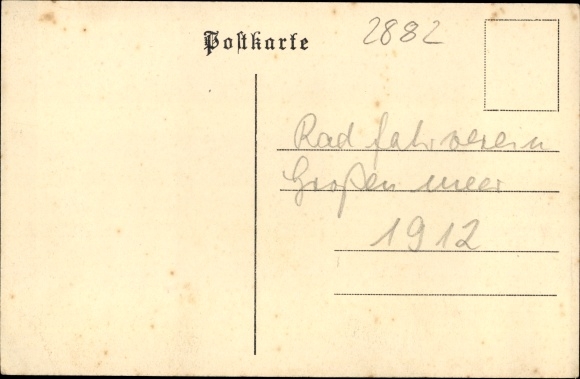 Postkarte 2882
Radfahrverein
Großenmeer
1912